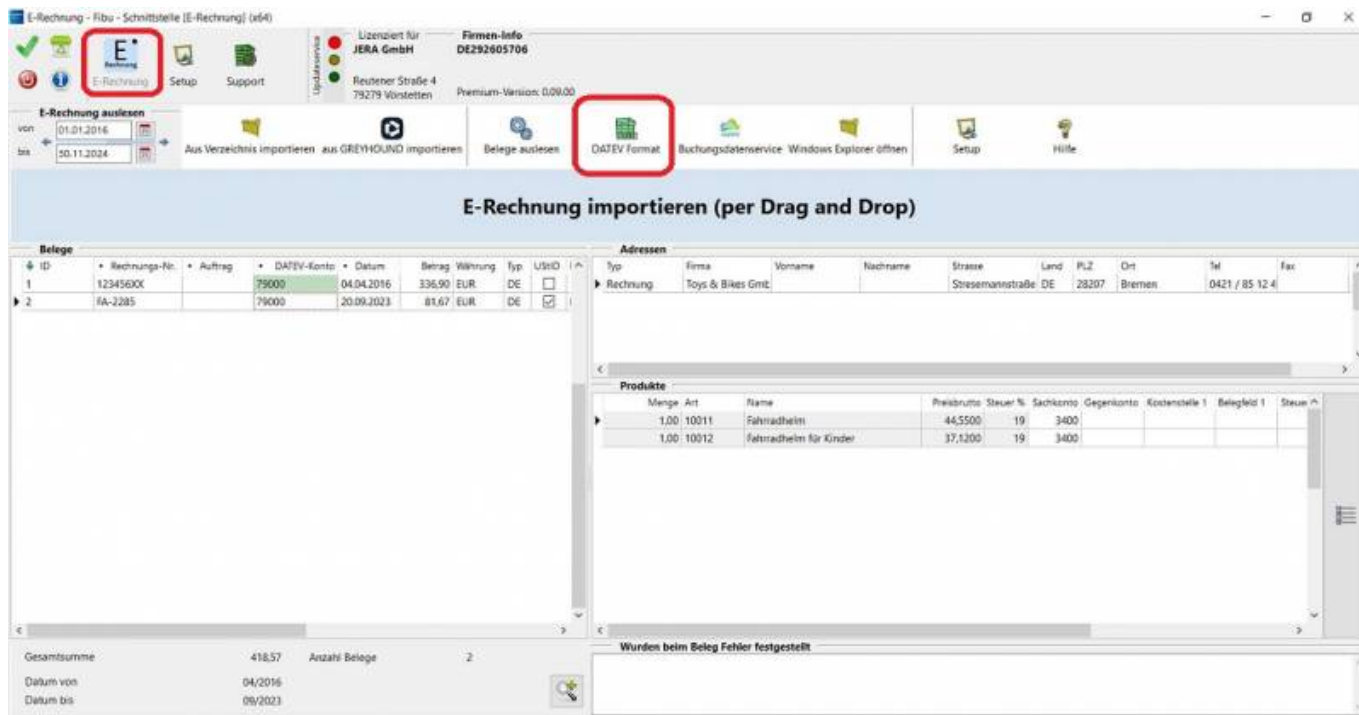 E-Rechnung - Fibu - Schnittstelle [E-Rechnung] (x64)
E
Rechnung
E-Rechnung
Setup
Support
Updateservice
Lizenziert für
JERA GmbH
Reutener Straße 4
79279 Vörstetten
Firmen-Info
DE292605706
Premium-Version: 0.09.00
E-Rechnung auslesen
von 01.01.2016
bis 30.11.2024
Aus Verzeichnis importieren
aus GREYHOUND importieren
Belege auslesen
DATEV Format
Buchungsdatenservice
Windows Explorer öffnen
Setup
Hilfe
E-Rechnung importieren (per Drag and Drop)
Belege
ID Rechnungs-Nr. Auftrag DATEV-Konto Datum Betrag Währung Typ UStID
1 123456XX 79000 04.04.2016 336,90 EUR DE
2 FA-2285 79000 20.09.2023 81,67 EUR DE
Gesamtsumme 418,57 Anzahl Belege 2
Datum von 04/2016
Datum bis 09/2023
Adressen
Typ Firma Vorname Nachname Strasse Land PLZ Ort Tel Fax
Rechnung Toys & Bikes Gmb Stresemannstraße DE 28207 Bremen 0421 / 85 12 4
Produkte
Menge Art Name Preisbrutto Steuer % Sachkonto Gegenkonto Kostenstelle 1 Belegfeld 1 Steue
1,00 10011 Fahrradhelm 44,5500 19 3400
1,00 10012 Fahrradhelm für Kinder 37,1200 19 3400
Wurden beim Beleg Fehler festgestellt